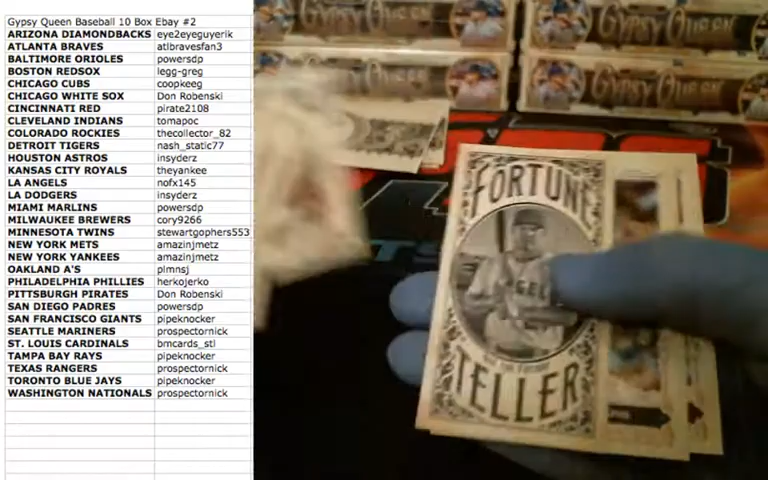 Gypsy Queen Baseball 10 Box Ebay #2
ARIZONA DIAMONDBACKS eye2eyeguyerik
ATLANTA BRAVES atlbravesfan3
BALTIMORE ORIOLES powersdp
BOSTON REDSOX legg-greg
CHICAGO CUBS coopkeeg
CHICAGO WHITE SOX Don Robenski
CINCINNATI RED pirate2108
CLEVELAND INDIANS tomapoc
COLORADO ROCKIES thecollector_82
DETROIT TIGERS nash_static77
HOUSTON ASTROS insyderz
KANSAS CITY ROYALS theyankee
LA ANGELS nofx145
LA DODGERS insyderz
MIAMI MARLINS powersdp
MILWAUKEE BREWERS cory9266
MINNESOTA TWINS stewartgophers553
NEW YORK METS amazinjmetz
NEW YORK YANKEES amazinjmetz
OAKLAND A'S plmnsj
PHILADELPHIA PHILLIES herkojerko
PITTSBURGH PIRATES Don Robenski
SAN DIEGO PADRES powersdp
SAN FRANCISCO GIANTS pipeknocker
SEATTLE MARINERS prospectornick
ST. LOUIS CARDINALS bmcards_stl
TAMPA BAY RAYS pipeknocker
TEXAS RANGERS prospectornick
TORONTO BLUE JAYS pipeknocker
WASHINGTON NATIONALS prospectornick
GYPSY QUEEN GYPSY QUEEN
GYPSY QUEEN GYPSY QUEEN
FORTUNE
ANGEL
TELLER